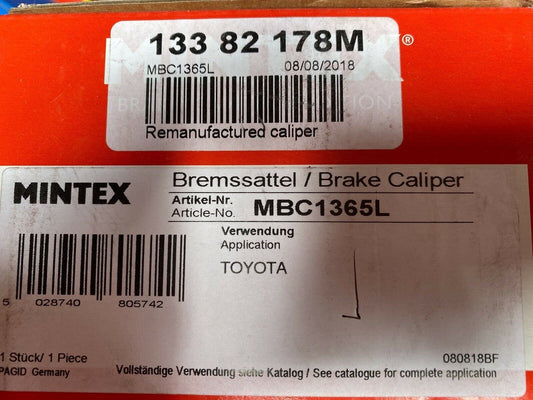 133 82 178M
MBC1365L 08/08/2018
Remanufactured caliper
MINTEX
Bremssattel / Brake Caliper
Artikel-Nr.
Article-No. MBC1365L
Verwendung
Application
TOYOTA
5 028740 805742
1 Stück/ 1 Piece
PAGID Germany
080818BF
Vollständige Verwendung siehe Katalog / See catalogue for complete application